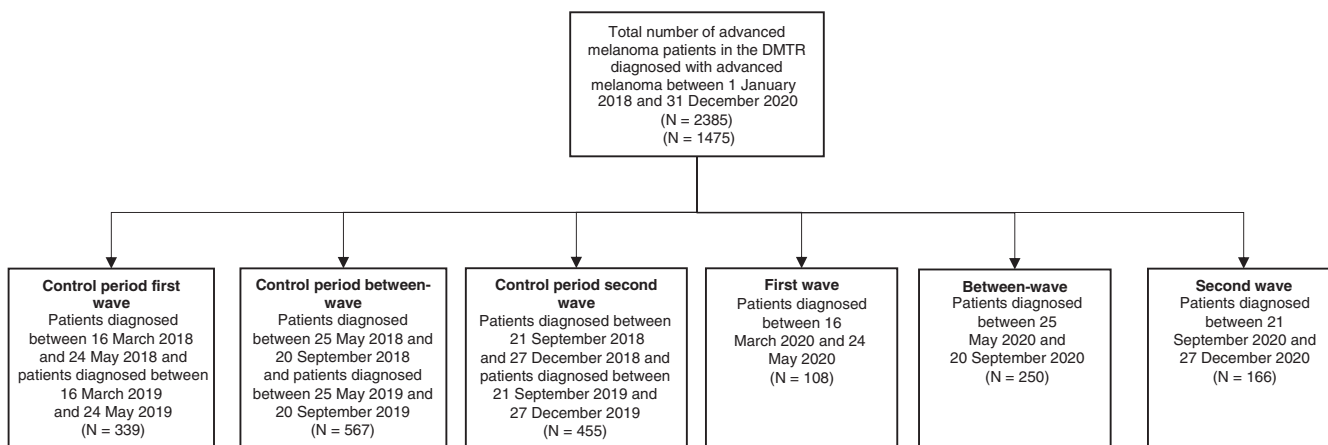 Total number of advanced
melanoma patients in the DMTR
diagnosed with advanced
melanoma between 1 January
2018 and 31 December 2020
(N = 2385)
(N = 1475)
Control period first
wave
Patients diagnosed
between 16 March 2018
and 24 May 2018 and
patients diagnosed between
16 March 2019
and 24 May 2019
(N = 339)
Control period between-
wave
Patients diagnosed
between 25 May 2018 and
20 September 2018
and patients diagnosed
between 25 May 2019 and
20 September 2019
(N = 567)
Control period second
wave
Patients diagnosed between
21 September 2018
and 27 December 2018 and
patients diagnosed between
21 September 2019 and
27 December 2019
(N = 455)
First wave
Patients diagnosed
between 16
March 2020 and 24
May 2020
(N = 108)
Between-wave
Patients diagnosed
between 25
May 2020 and
20 September 2020
(N = 250)
Second wave
Patients diagnosed
between 21
September 2020 and
27 December 2020
(N = 166)